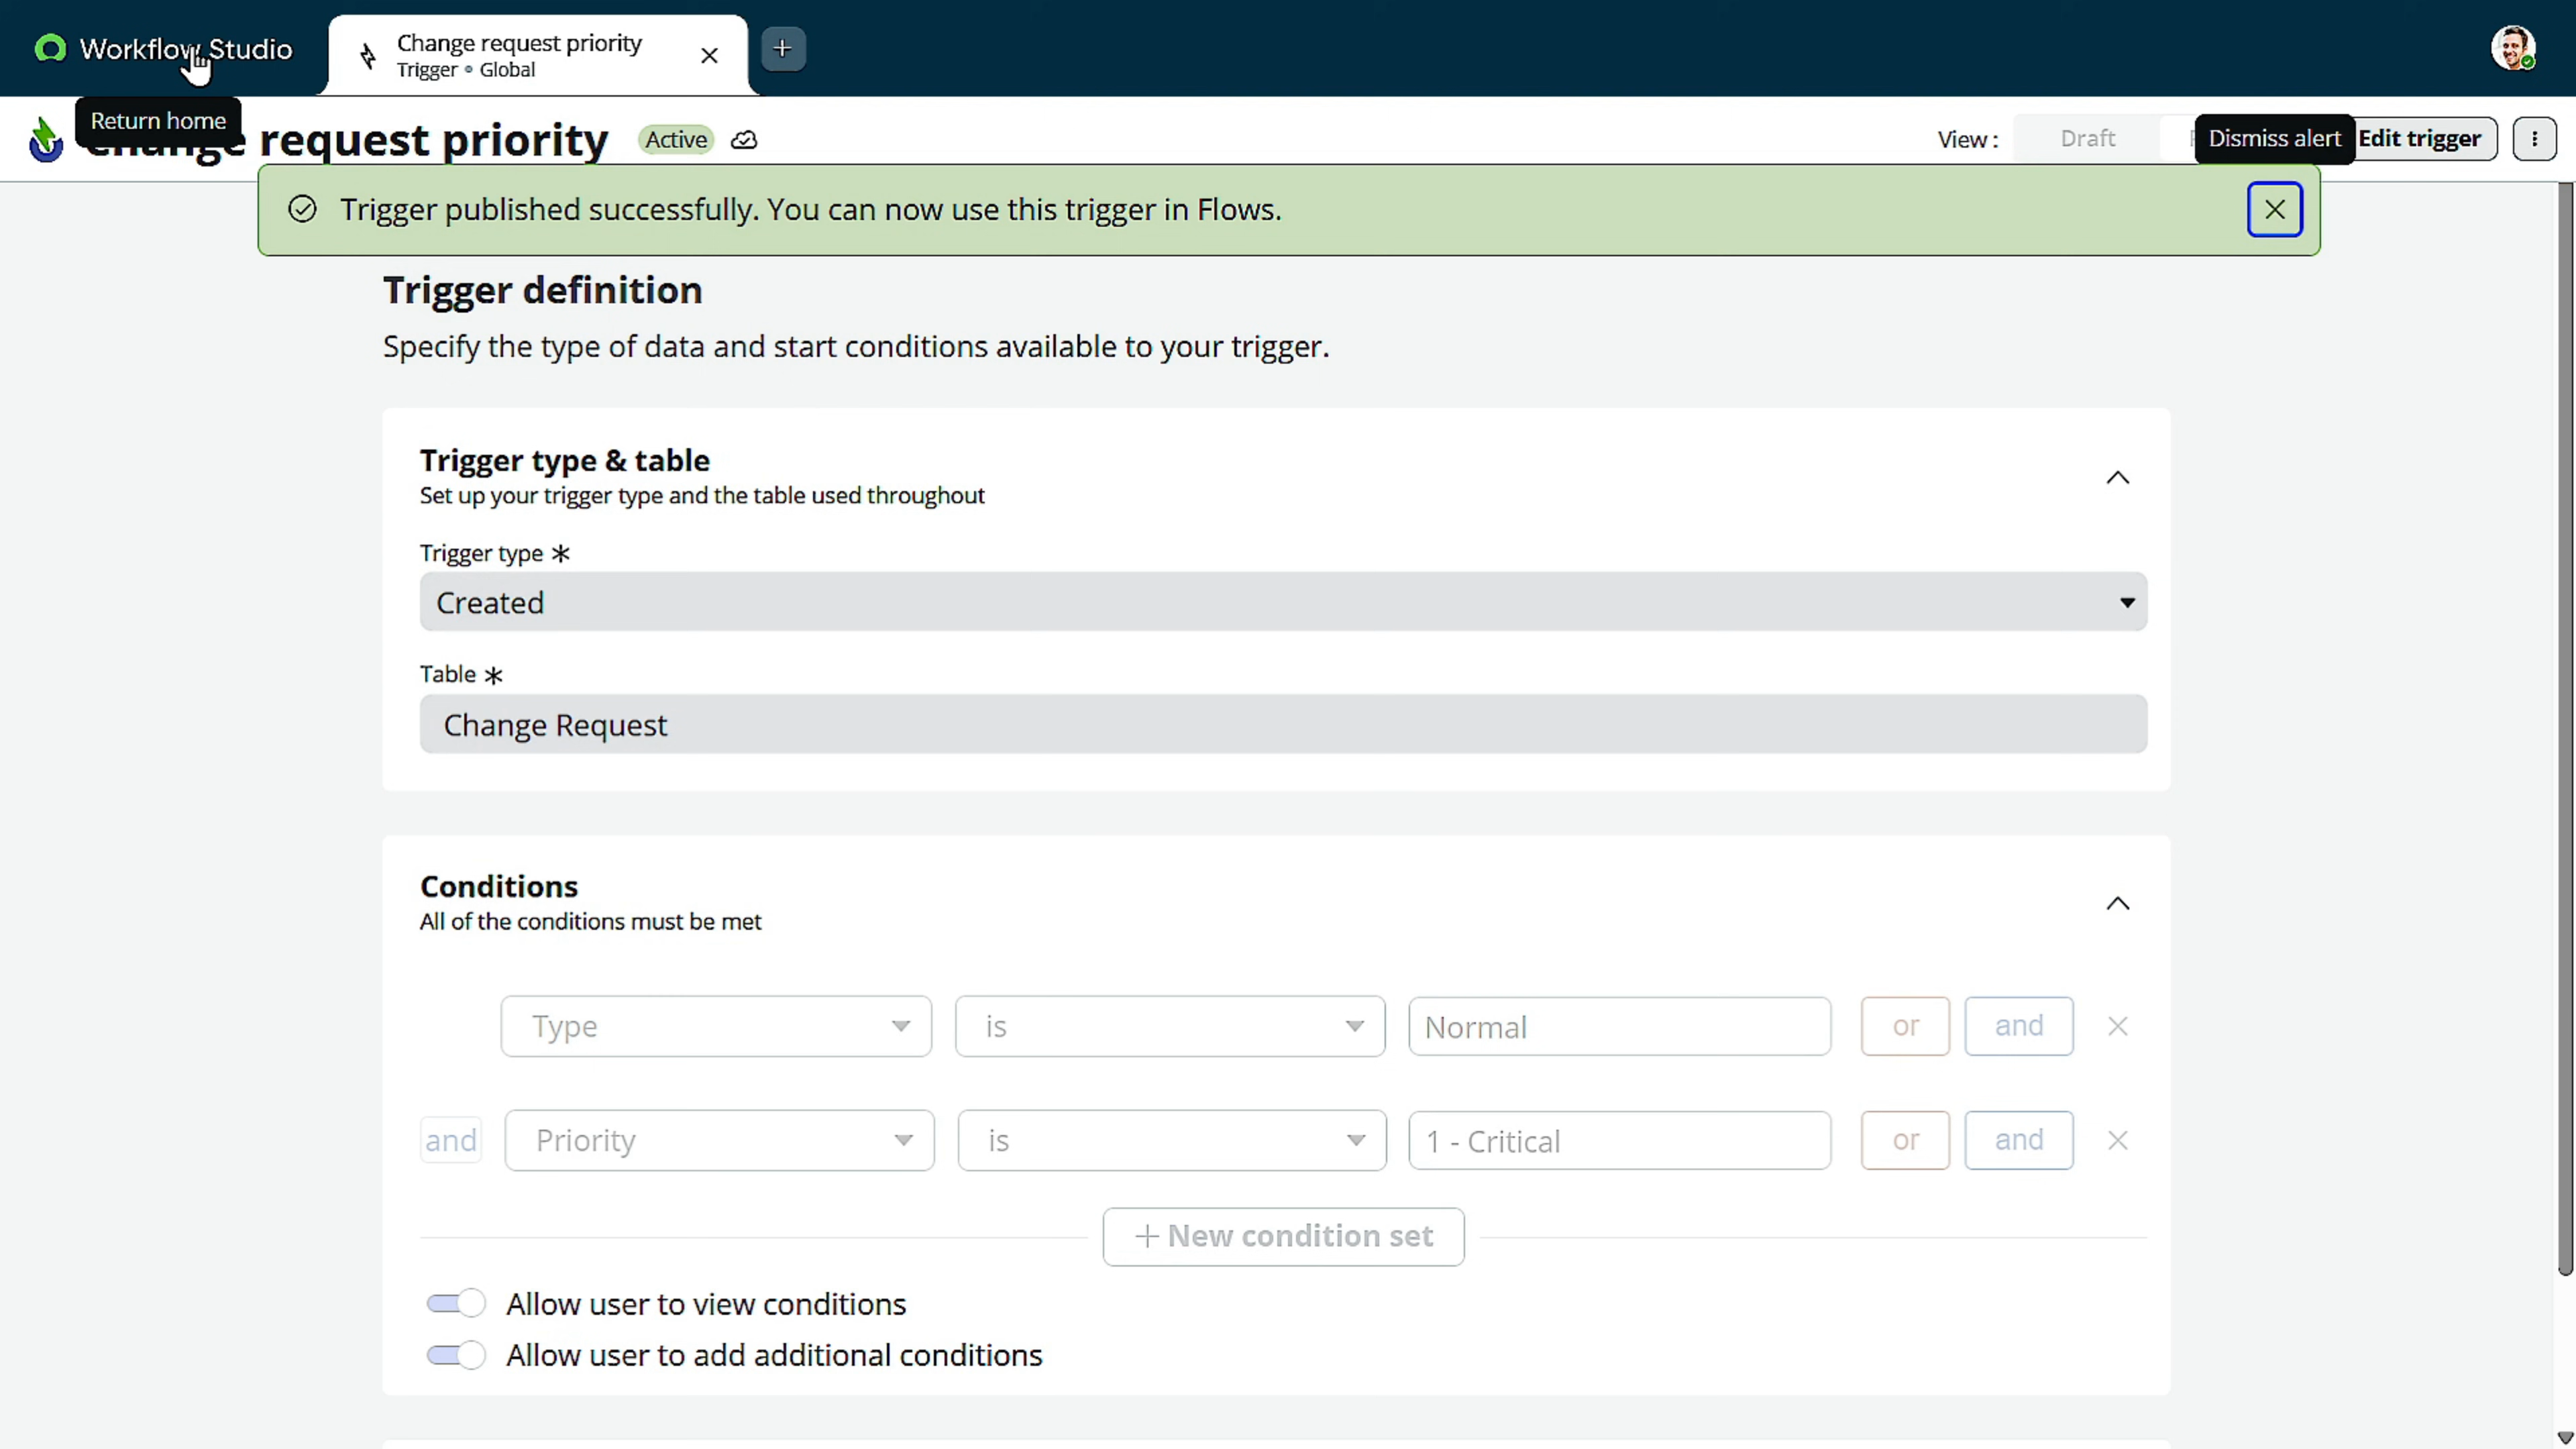 Workflow Studio
Change request priority
Trigger • Global
Return home
Change request priority
Active
View :
Draft
Dismiss alert
Edit trigger
Trigger published successfully. You can now use this trigger in Flows.
Trigger definition
Specify the type of data and start conditions available to your trigger.
Trigger type & table
Set up your trigger type and the table used throughout
Trigger type *
Created
Table *
Change Request
Conditions
All of the conditions must be met
Type is Normal or and
and Priority is 1 - Critical or and
+ New condition set
Allow user to view conditions
Allow user to add additional conditions